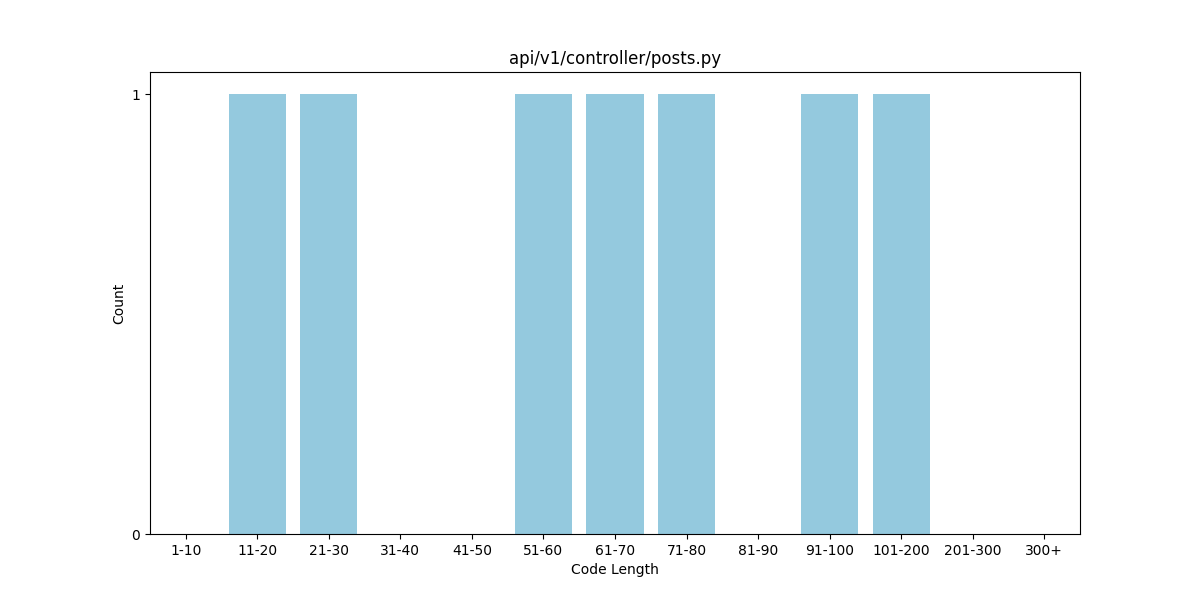 api/v1/controller/posts.py
1
0
Count
1-10 11-20 21-30 31-40 41-50 51-60 61-70 71-80 81-90 91-100 101-200 201-300 300+
Code Length